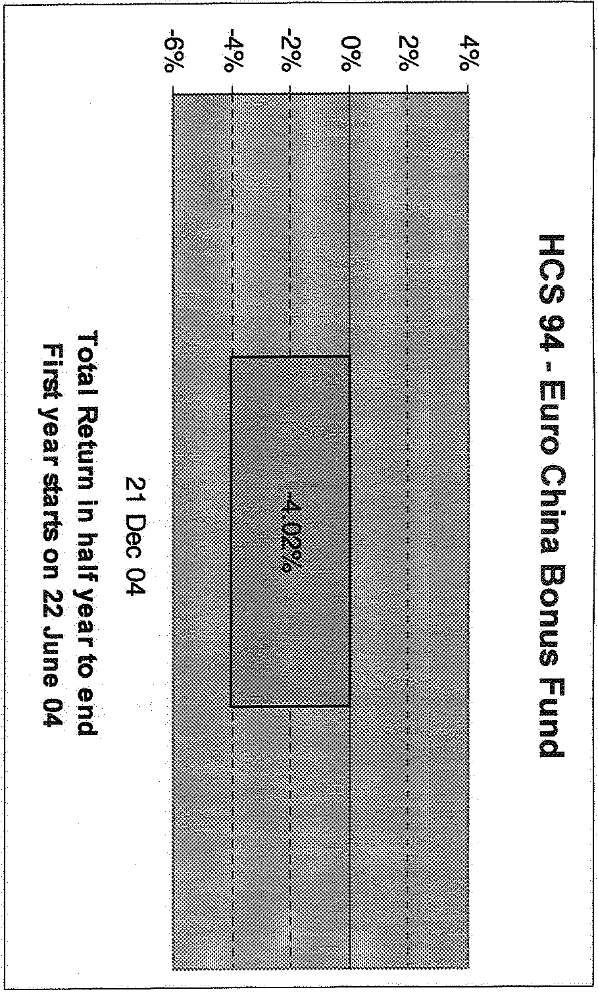 HCS 94 - Euro China Bonus Fund
4%
2%
0%
-2%
-4%
-6%
-4.02%
21 Dec 04
Total Return in half year to end
First year starts on 22 June 04